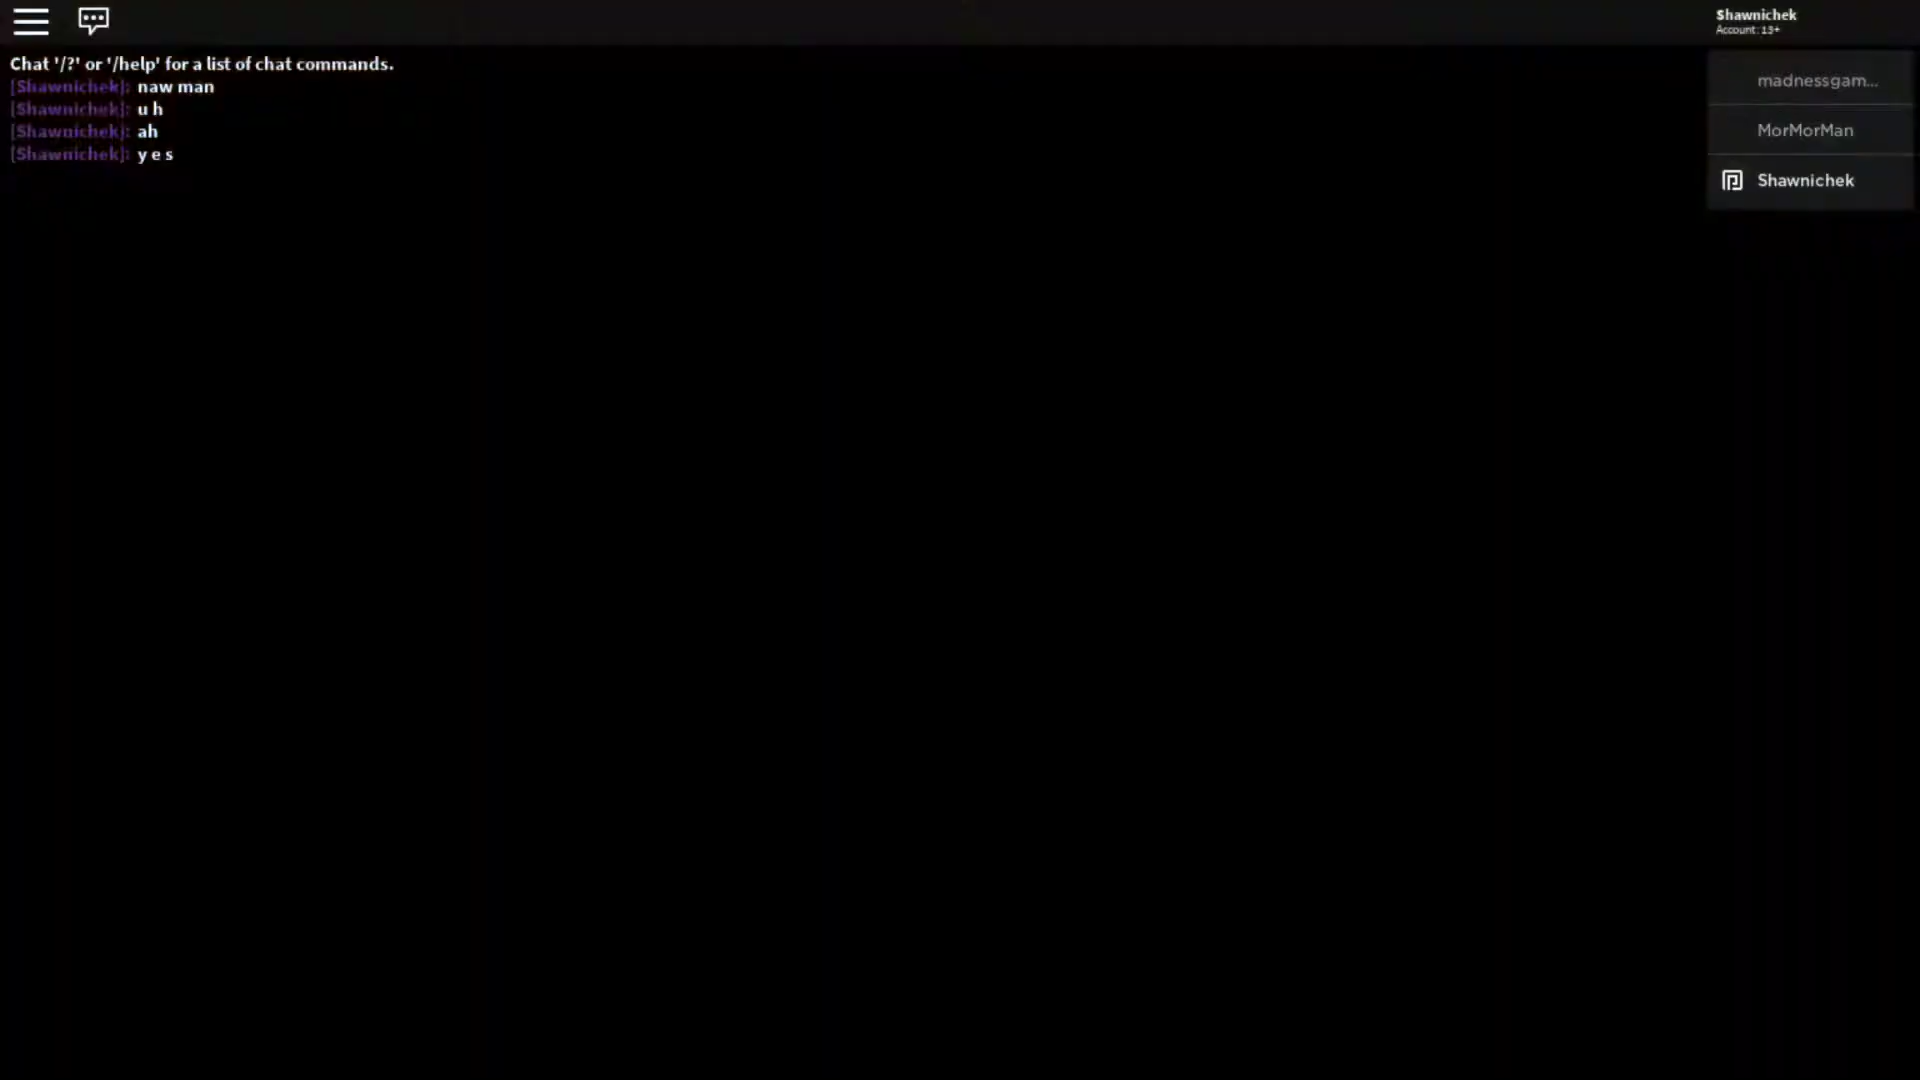 Shawnichek
Account: 13+
Chat '/?' or '/help' for a list of chat commands.
[Shawnichek]: naw man
[Shawnichek]: u h
[Shawnichek]: ah
[Shawnichek]: y e s
madnessgam...
MorMorMan
Shawnichek